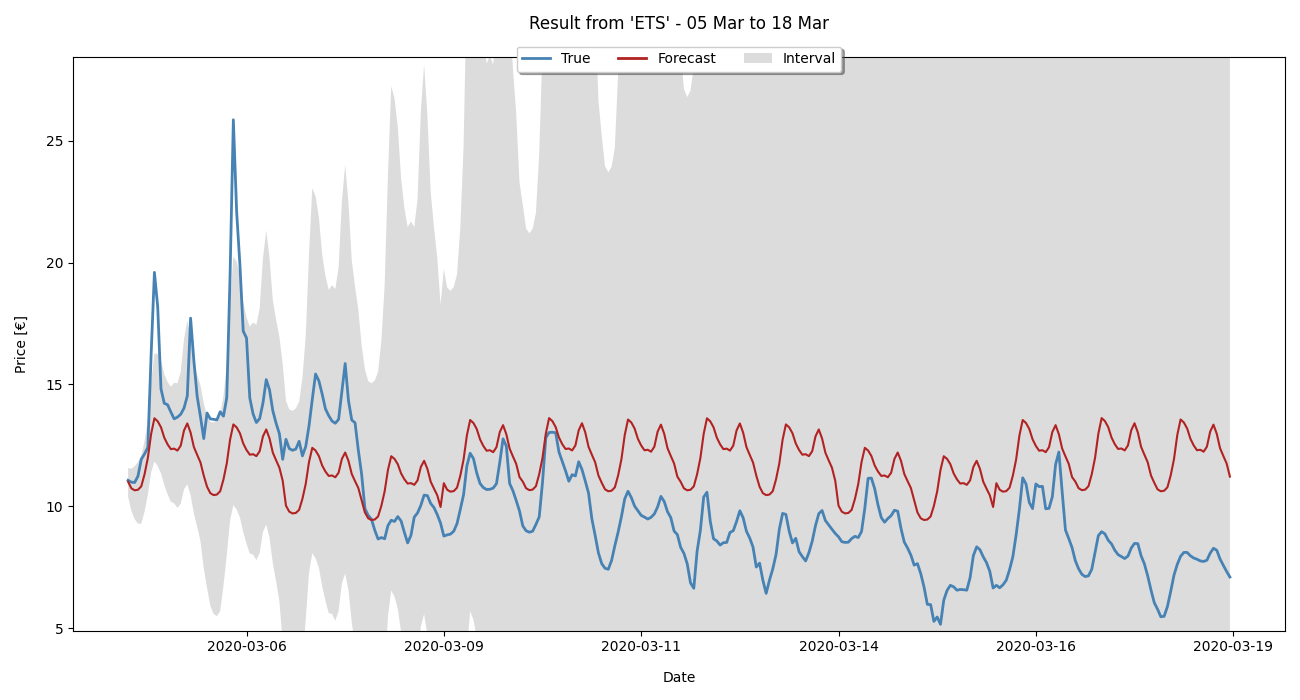 Result from 'ETS' - 05 Mar to 18 Mar
True Forecast Interval
Price [€]
25
20
15
10
5
2020-03-06 2020-03-09 2020-03-11 2020-03-14 2020-03-16 2020-03-19
Date